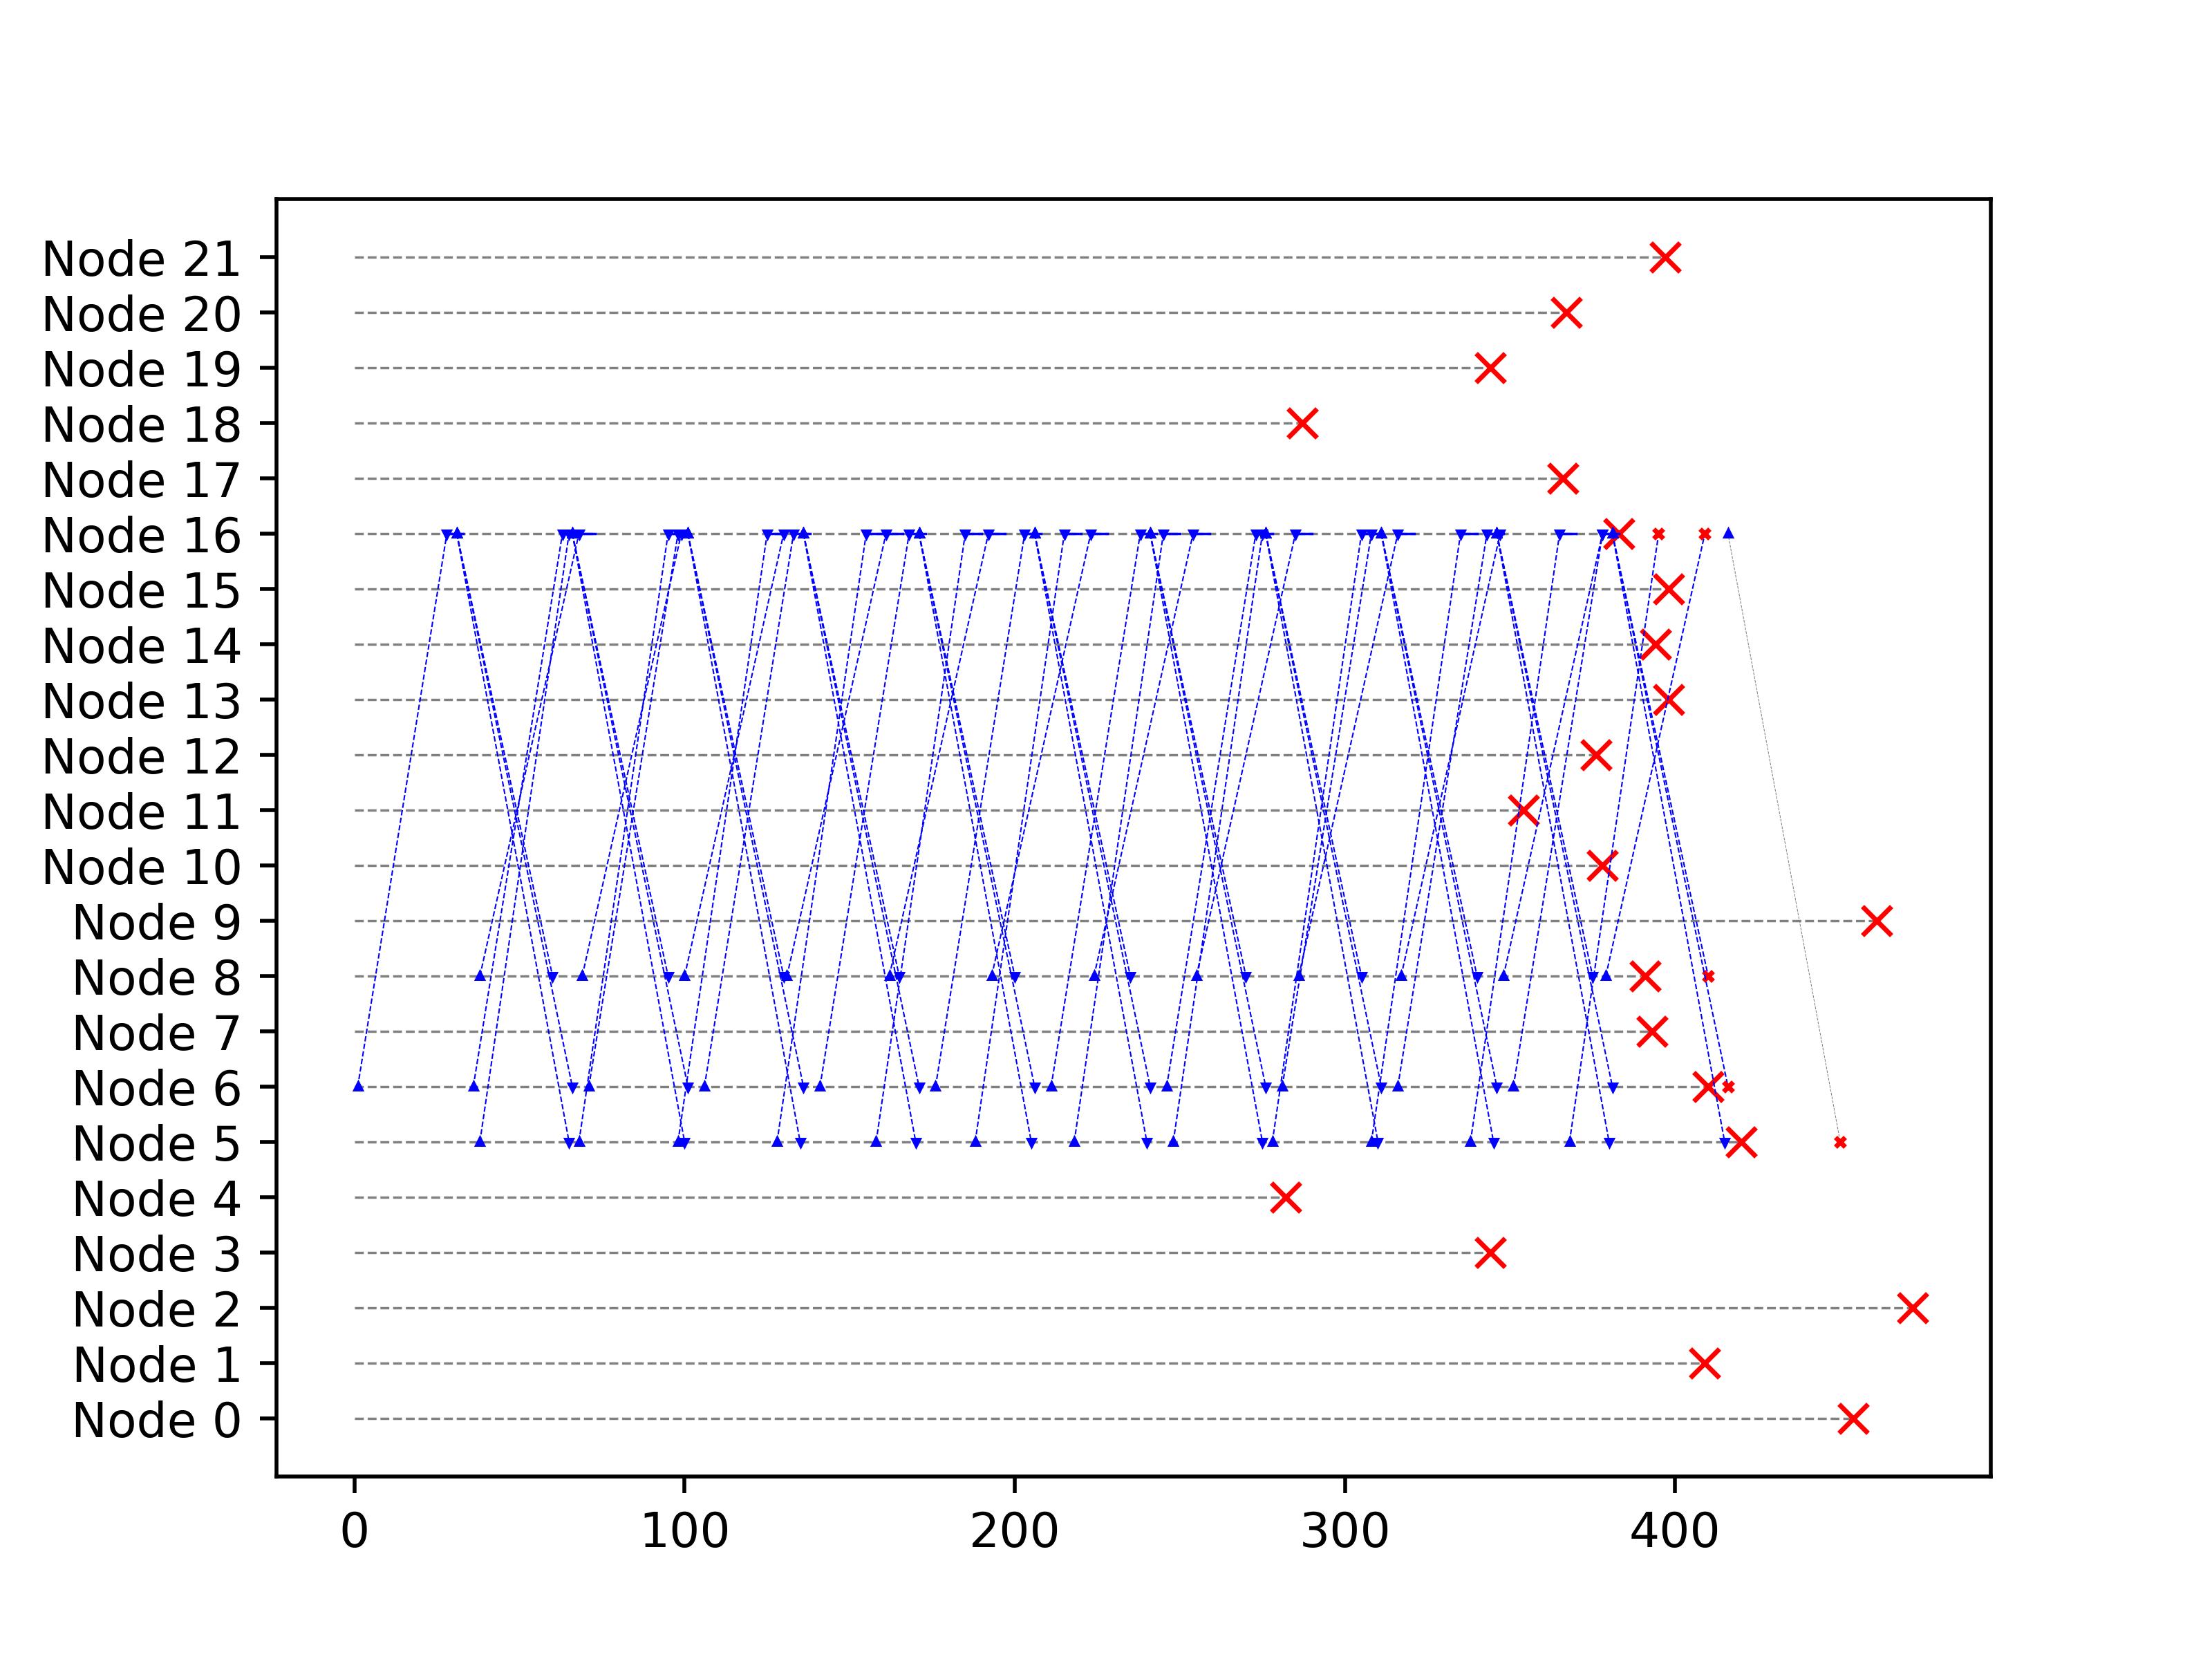 Node 21
Node 20
Node 19
Node 18
Node 17
Node 16
Node 15
Node 14
Node 13
Node 12
Node 11
Node 10
Node 9
Node 8
Node 7
Node 6
Node 5
Node 4
Node 3
Node 2
Node 1
Node 0
0 100 200 300 400